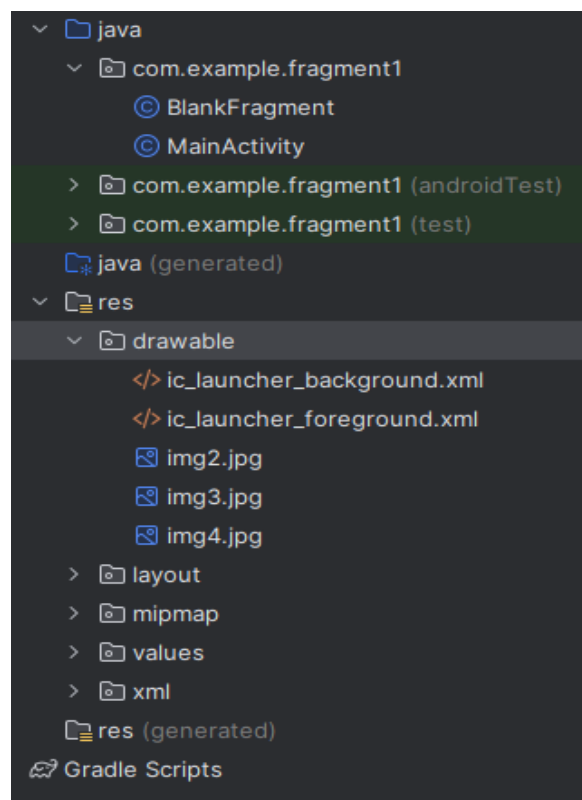 java
com.example.fragment1
BlankFragment
MainActivity
com.example.fragment1 (androidTest)
com.example.fragment1 (test)
java (generated)
res
drawable
ic_launcher_background.xml
ic_launcher_foreground.xml
img2.jpg
img3.jpg
img4.jpg
layout
mipmap
values
xml
res (generated)
Gradle Scripts